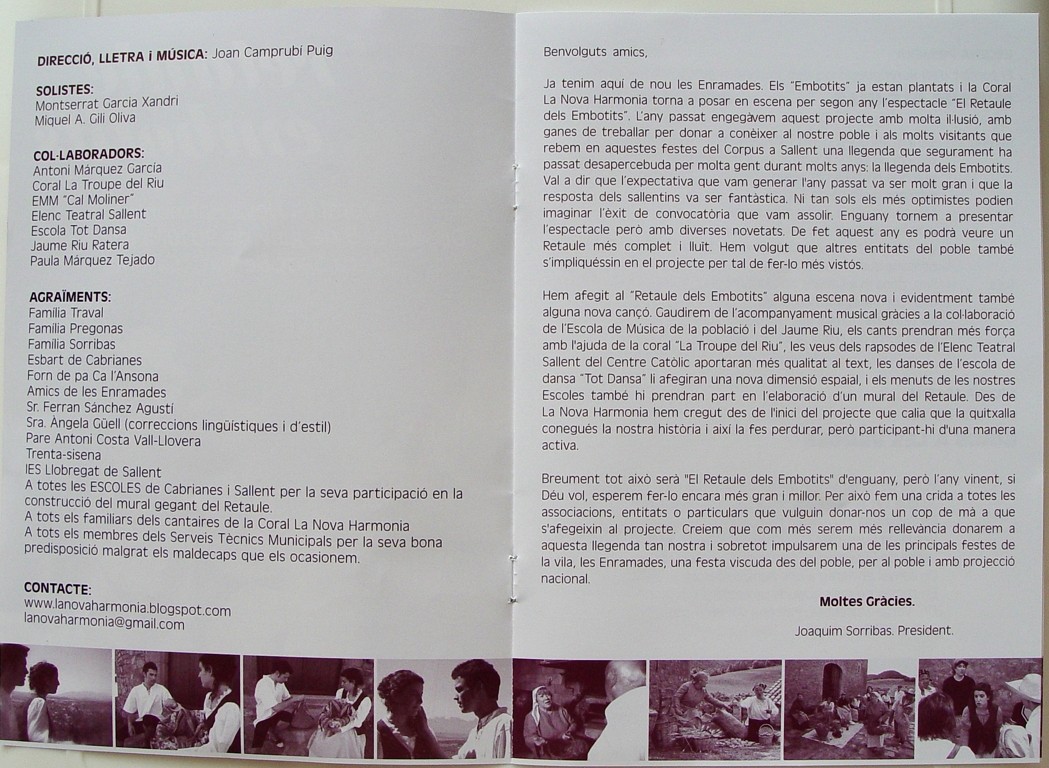 DIRECCIÓ, LLETRA i MÚSICA: Joan Camprubí Puig
SOLISTES:
Montserrat Garcia Xandri
Miquel A. Gili Oliva
COL·LABORADORS:
Antoni Márquez García
Coral La Troupe del Riu
EMM "Cal Moliner"
Elenc Teatral Sallent
Escola Tot Dansa
Jaume Riu Ratera
Paula Márquez Tejado
AGRAÏMENTS:
Família Traval
Família Pregonas
Família Sorribas
Esbart de Cabrianes
Forn de pa Ca l'Ansona
Amics de les Enramades
Sr. Ferran Sánchez Agustí
Sra. Àngela Güell (correccions lingüístiques i d'estil)
Pare Antoni Costa Vall-Llovera
Trenta-sisena
IES Llobregat de Sallent
A totes les ESCOLES de Cabrianes i Sallent per la seva participació en la
construcció del mural gegant del Retaule.
A tots els familiars dels cantaires de la Coral La Nova Harmonia
A tots els membres dels Serveis Tècnics Municipals per la seva bona
predisposició malgrat els maldecaps que els ocasionem.
CONTACTE:
www.lanovaharmonia.blogspot.com
lanovaharmonia@gmail.com
Benvolguts amics,
Ja tenim aquí de nou les Enramades. Els "Embotits" ja estan plantats i la Coral
La Nova Harmonia torna a posar en escena per segon any l'espectacle "El Retaule
dels Embotits". L'any passat engegàvem aquest projecte amb molta il·lusió, amb
ganes de treballar per donar a conèixer al nostre poble i als molts visitants que
rebem en aquestes festes del Corpus a Sallent una llegenda que segurament ha
passat desapercebuda per molta gent durant molts anys: la llegenda dels Embotits.
Val a dir que l'expectativa que vam generar l'any passat va ser molt gran i que la
resposta dels sallentins va ser fantàstica. Ni tan sols els més optimistes podien
imaginar l'èxit de convocatòria que vam assolir. Enguany tornem a presentar
l'espectacle però amb diverses novetats. De fet aquest any es podrà veure un
Retaule més complet i lluït. Hem volgut que altres entitats del poble també
s'impliquéssin en el projecte per tal de fer-lo més vistós.
Hem afegit al "Retaule dels Embotits" alguna escena nova i evidentment també
alguna nova cançó. Gaudirem de l'acompanyament musical gràcies a la col·laboració
de l'Escola de Música de la població i del Jaume Riu, els cants prendran més força
amb l'ajuda de la coral "La Troupe del Riu", les veus dels rapsodes de l'Elenc Teatral
Sallent del Centre Catòlic aportaran més qualitat al text, les danses de l'escola de
dansa "Tot Dansa" li afegiran una nova dimensió espaial, i els menuts de les nostres
Escoles també hi prendran part en l'elaboració d'un mural del Retaule. Des de
La Nova Harmonia hem cregut des de l'inici del projecte que calia que la quitxalla
conegués la nostra història i així la fes perdurar, però participant-hi d'una manera
activa.
Breument tot això serà "El Retaule dels Embotits" d'enguany, però l'any vinent, si
Déu vol, esperem fer-lo encara més gran i millor. Per això fem una crida a totes les
associacions, entitats o particulars que vulguin donar-nos un cop de mà a que
s'afegeixin al projecte. Creiem que com més serem més rellevància donarem a
aquesta llegenda tan nostra i sobretot impulsarem una de les principals festes de
la vila, les Enramades, una festa viscuda des del poble, per al poble i amb projecció
nacional.
Moltes Gràcies.
Joaquim Sorribas. President.